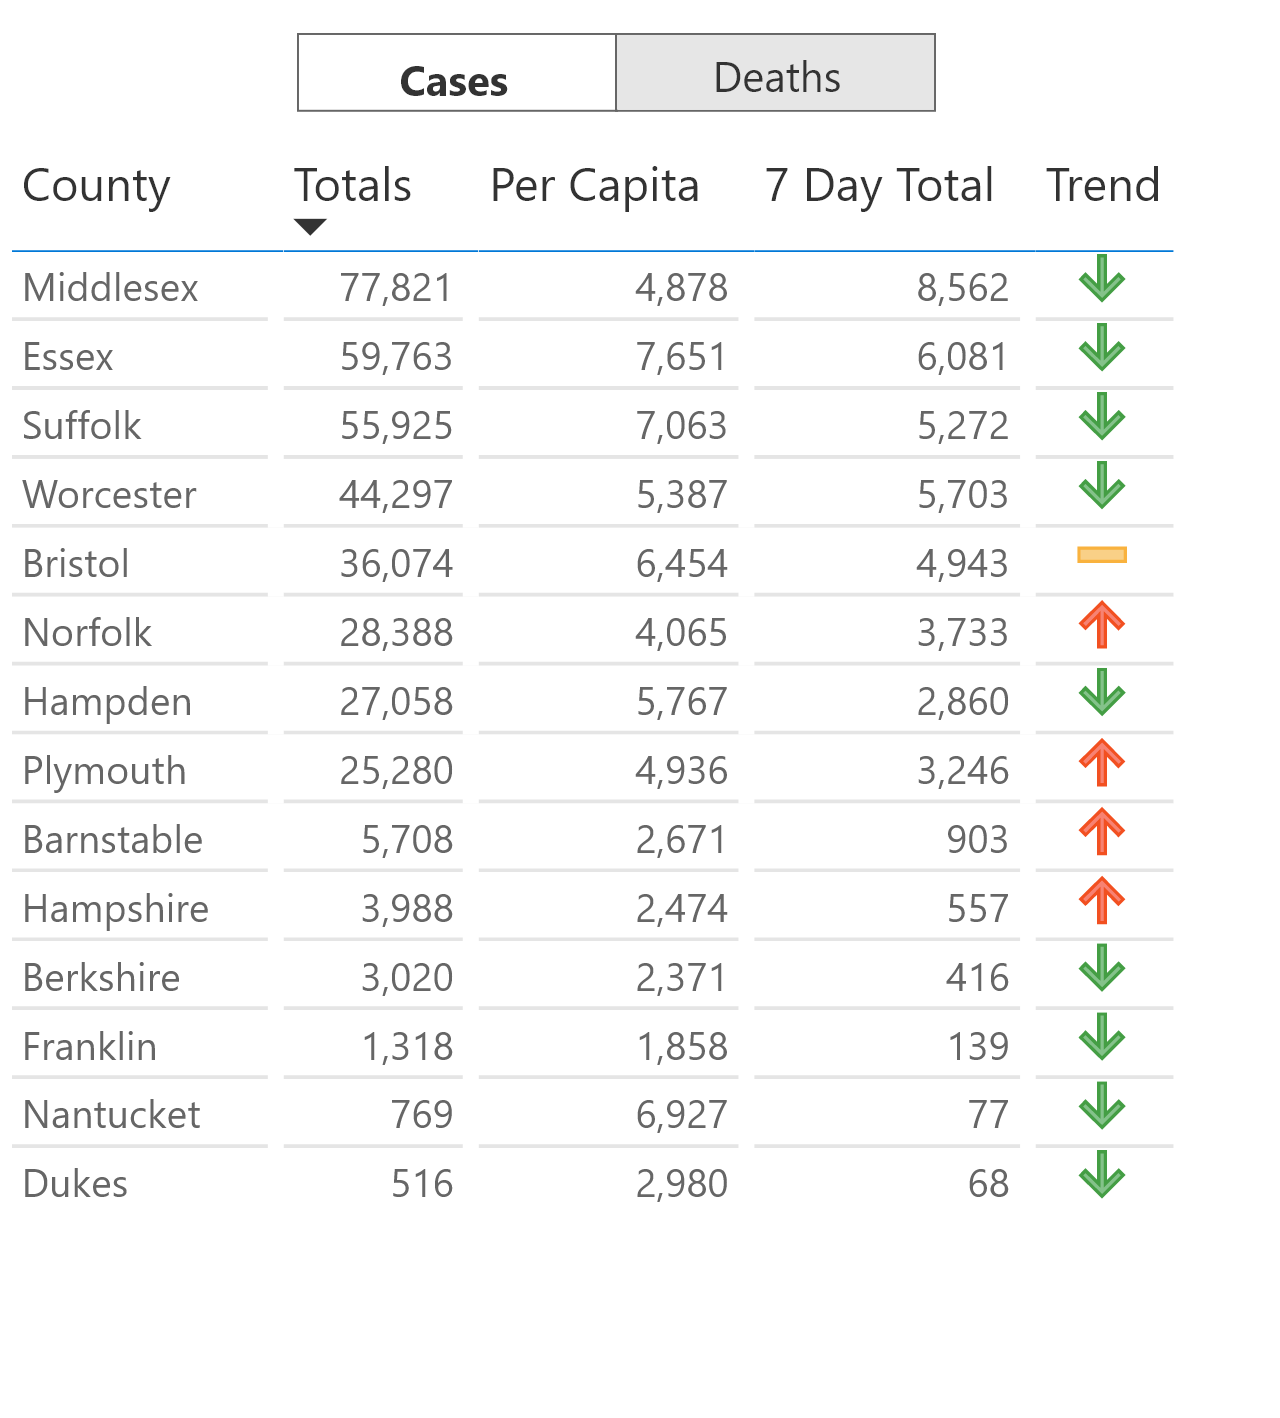 Cases Deaths
County Totals Per Capita 7 Day Total Trend
Middlesex 77,821 4,878 8,562
Essex 59,763 7,651 6,081
Suffolk 55,925 7,063 5,272
Worcester 44,297 5,387 5,703
Bristol 36,074 6,454 4,943
Norfolk 28,388 4,065 3,733
Hampden 27,058 5,767 2,860
Plymouth 25,280 4,936 3,246
Barnstable 5,708 2,671 903
Hampshire 3,988 2,474 557
Berkshire 3,020 2,371 416
Franklin 1,318 1,858 139
Nantucket 769 6,927 77
Dukes 516 2,980 68